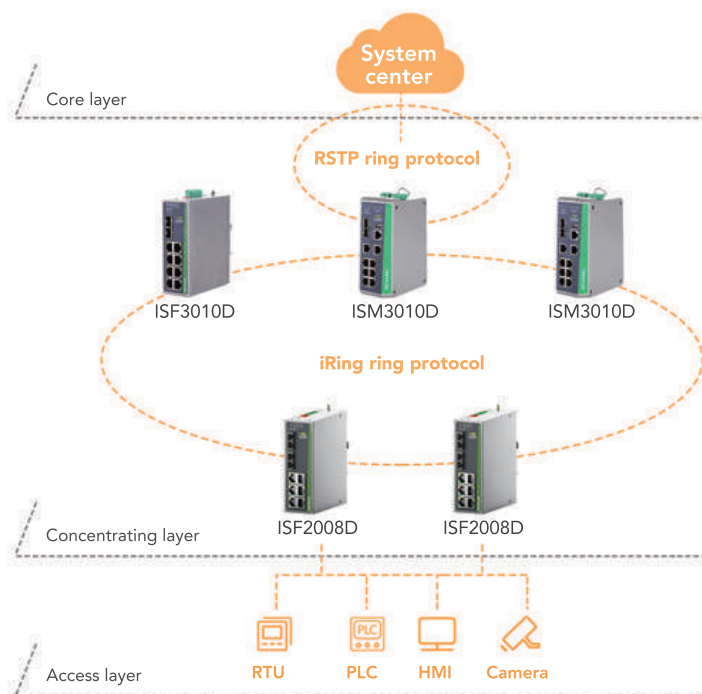 System
center
Core layer
RSTP ring protocol
ISF3010D
ISM3010D
ISM3010D
iRing ring protocol
ISF2008D
ISF2008D
Concentrating layer
PLC
RTU
PLC
HMI
Camera
Access layer